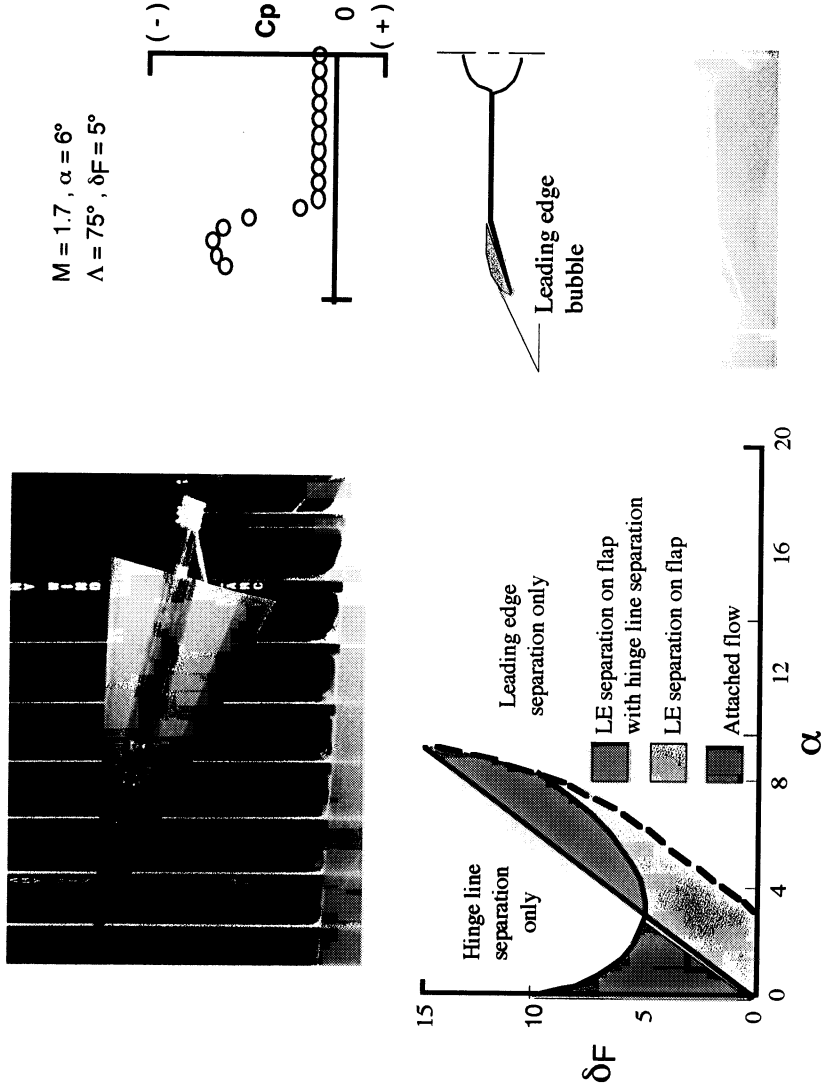 M = 1.7 , α = 6°
Λ = 75° , δF = 5°
(-)
Cp
0
(+)
Leading edge
bubble
15
10
5
0
δF
Hinge line
separation
only
Leading edge
separation only
LE separation on flap
with hinge line separation
LE separation on flap
Attached flow
0
4
8
12
16
20
α